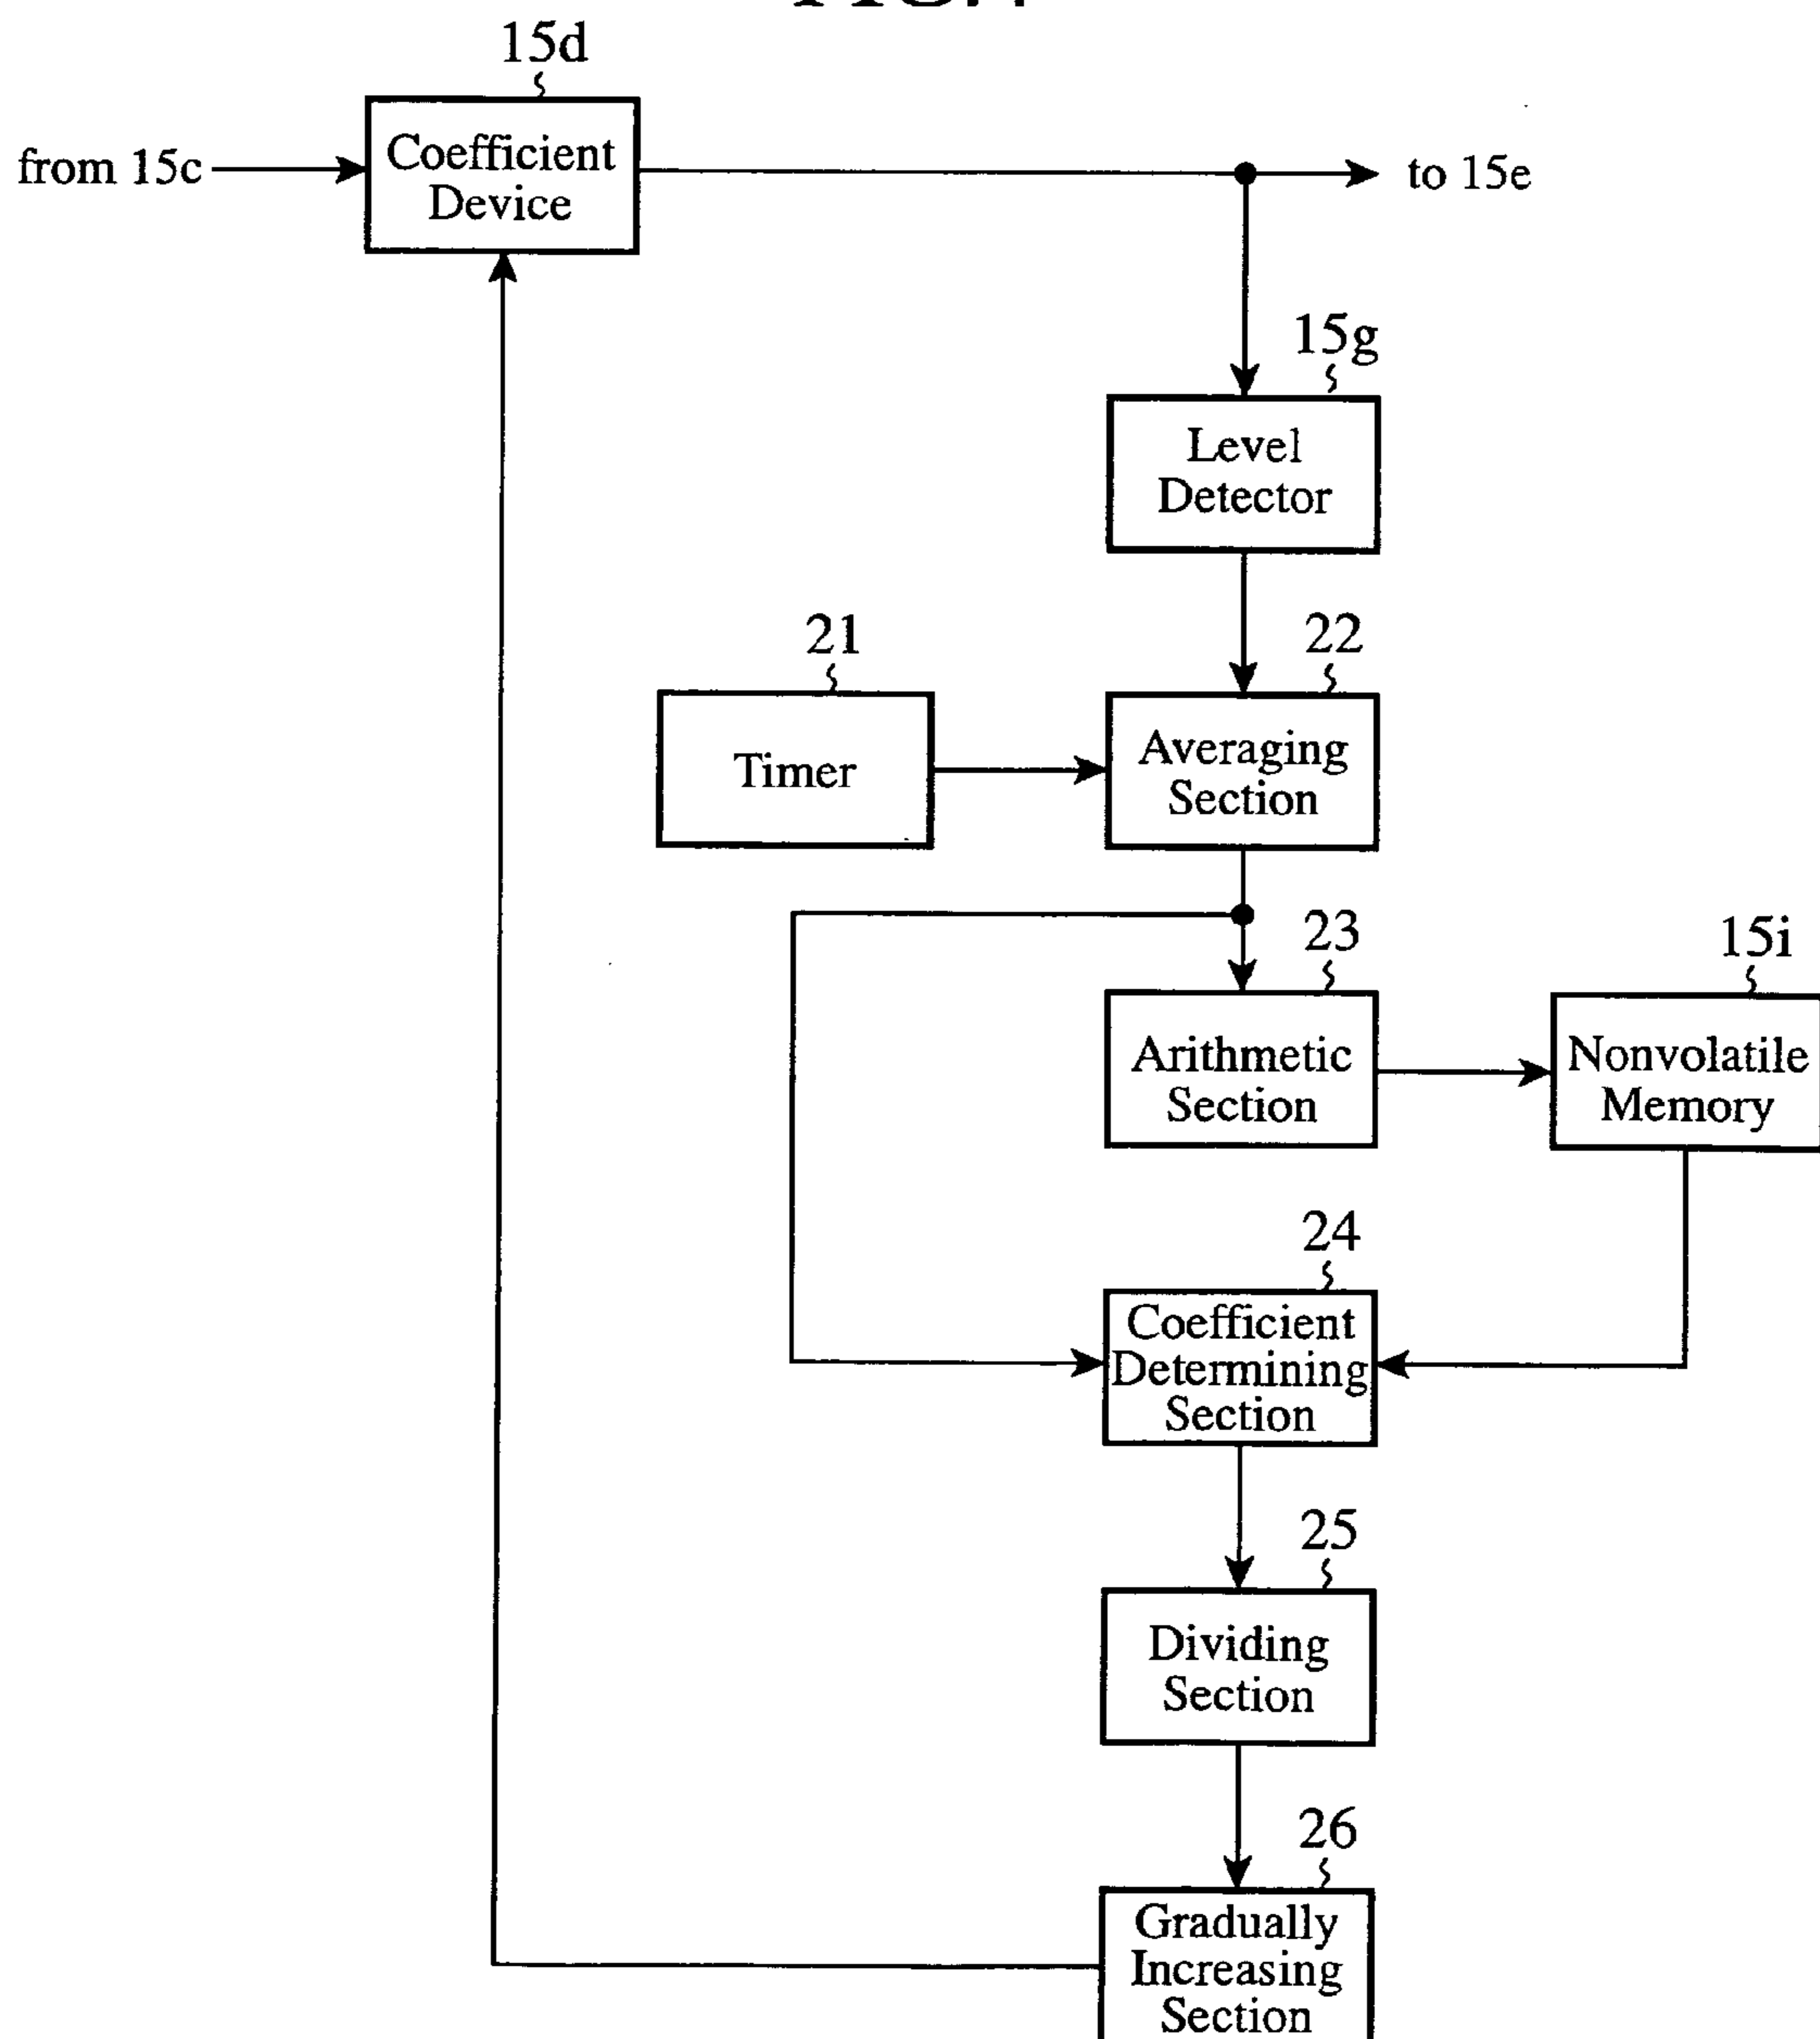 15d
from 15c
Coefficient
Device
to 15e
15g
Level
Detector
21
22
Timer
Averaging
Section
23
15i
Arithmetic
Section
Nonvolatile
Memory
24
Coefficient
Determining
Section
25
Dividing
Section
26
Gradually
Increasing
Section